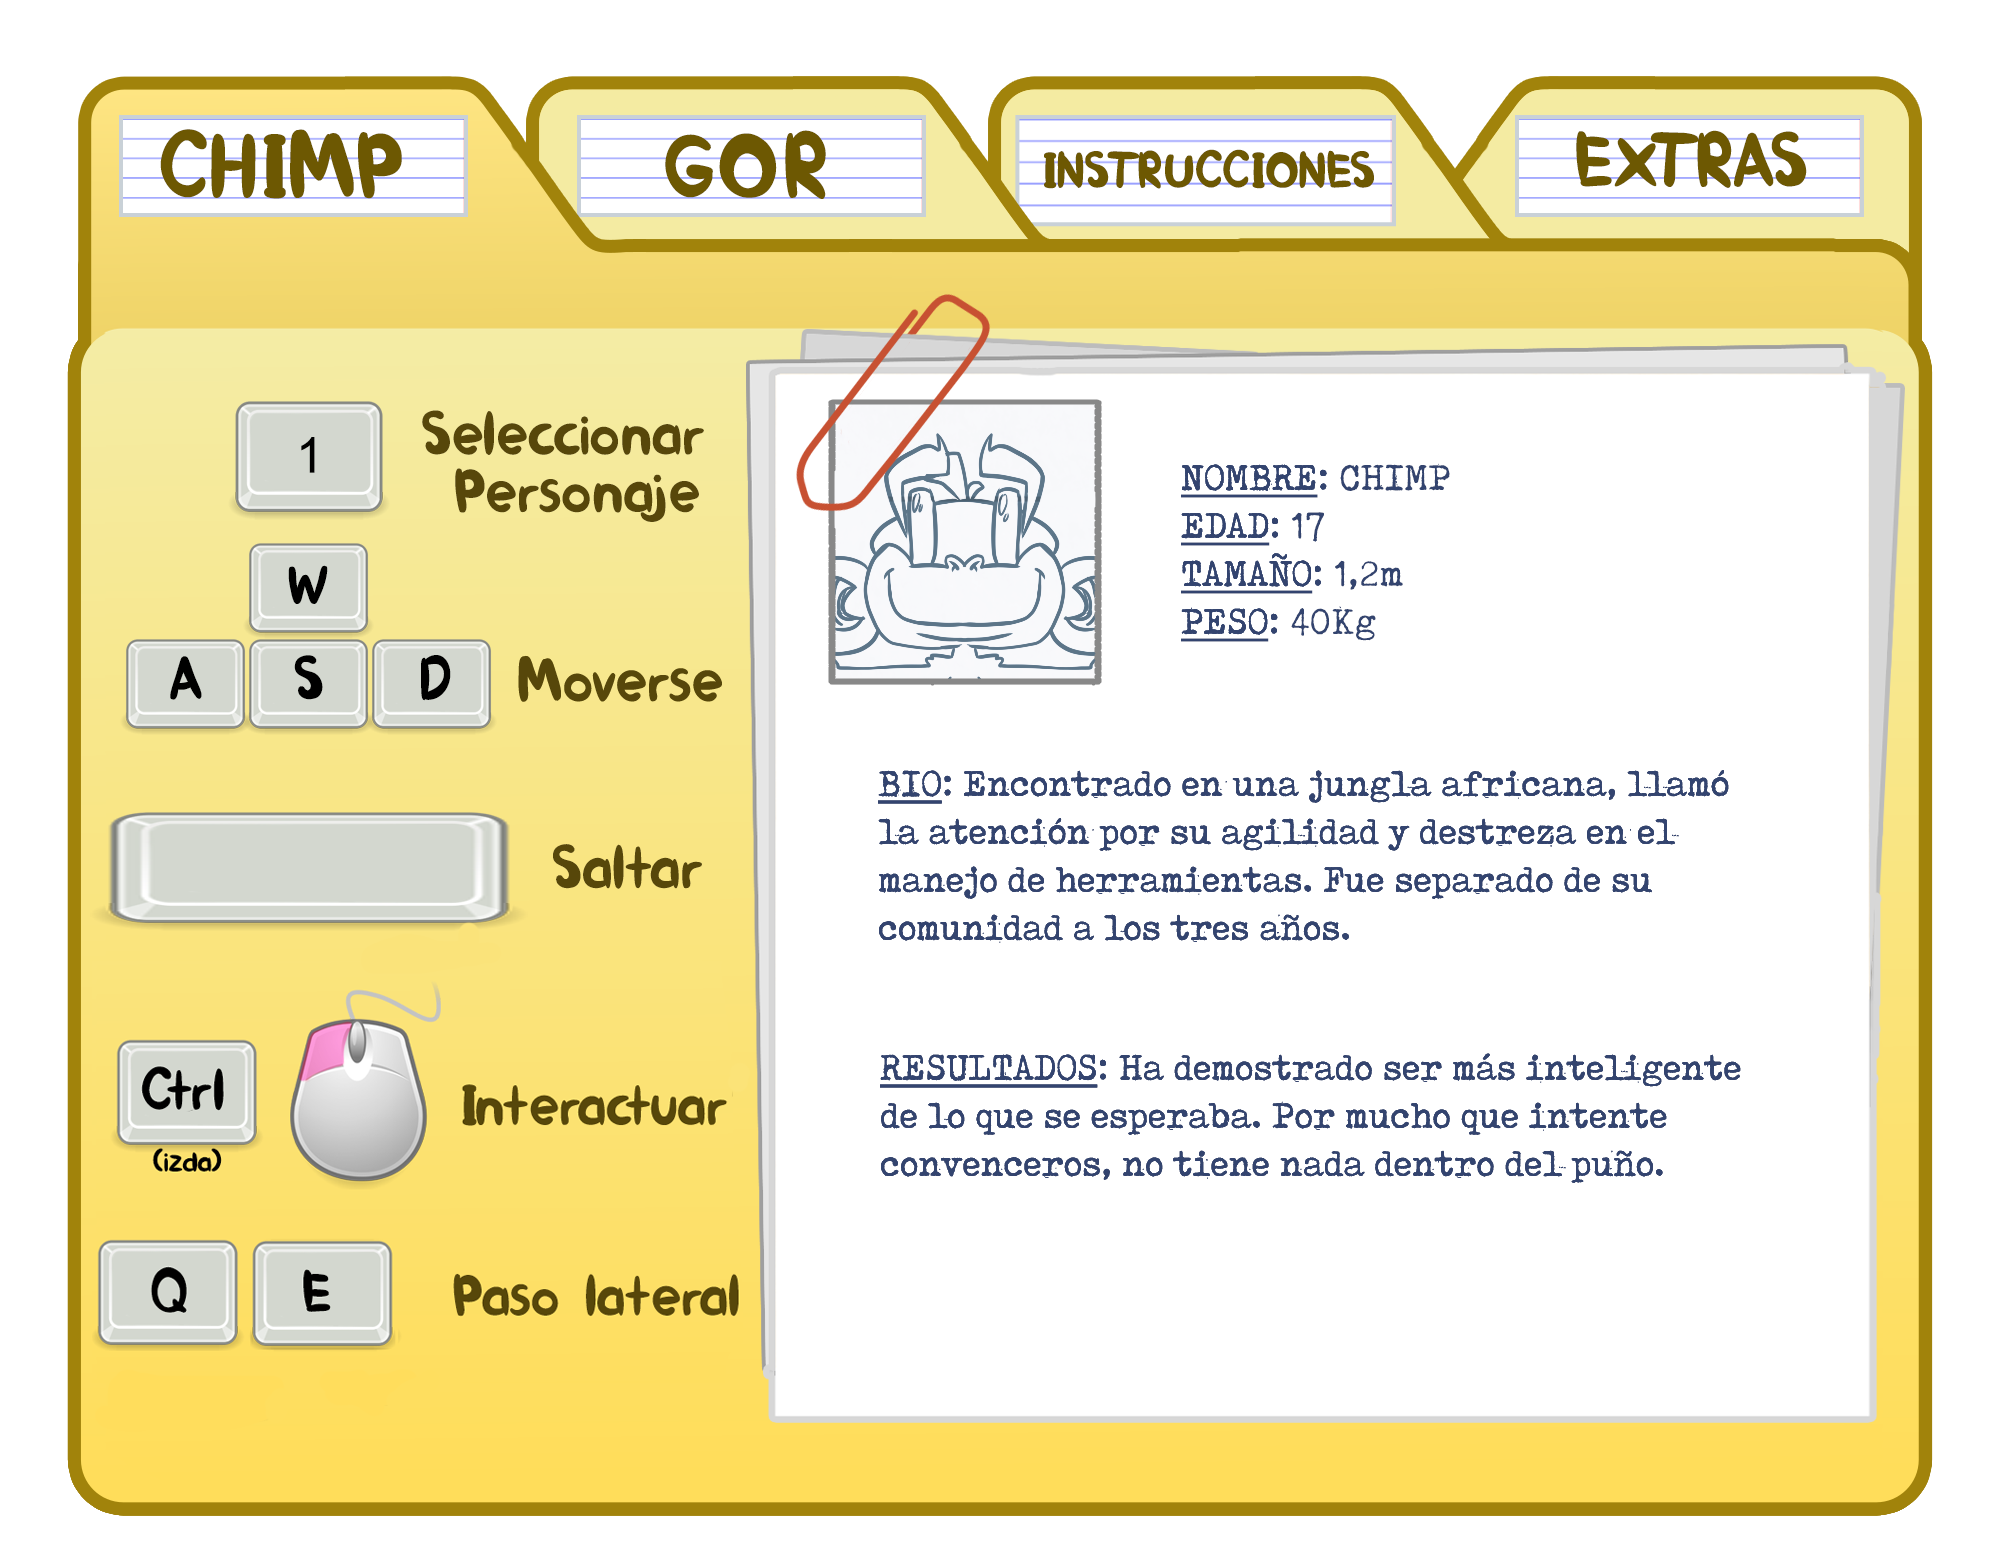 CHIMP
GOR
INSTRUCCIONES
EXTRAS
1
Seleccionar
Personaje
W
A S D
Moverse
Saltar
Ctrl
(izda)
Interactuar
Q E
Paso lateral
NOMBRE: CHIMP
EDAD: 17
TAMAÑO: 1,2m
PESO: 40Kg
BIO: Encontrado en una jungla africana, llamó
la atención por su agilidad y destreza en el
manejo de herramientas. Fue separado de su
comunidad a los tres años.
RESULTADOS: Ha demostrado ser más inteligente
de lo que se esperaba. Por mucho que intente
convenceros, no tiene nada dentro del puño.